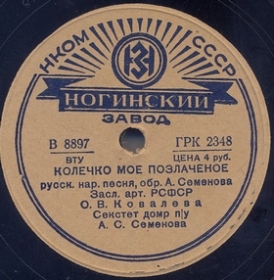 НКОМ СССР
НЗ
НОГИНСКИЙ
ЗАВОД
В 8897 ГРК 2348
ВТУ ЦЕНА 4 руб.
КОЛЕЧКО МОЕ ПОЗЛАЧЕНОЕ
русск. нар. песня, обр. А. Семенова
Засл. арт. РСФСР
О. В. Ковалева
Секстет домр п/у
А. С. Семенова